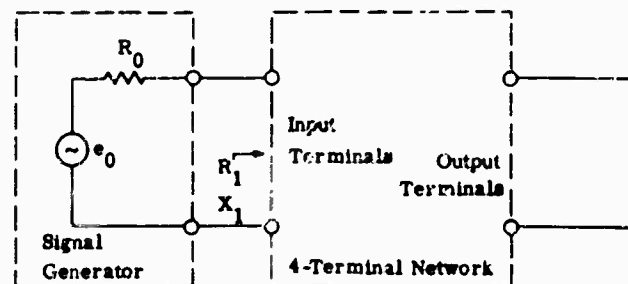 R0
e0
Signal
Generator
R1
X1
Input
Terminals
Output
Terminals
4-Terminal Network